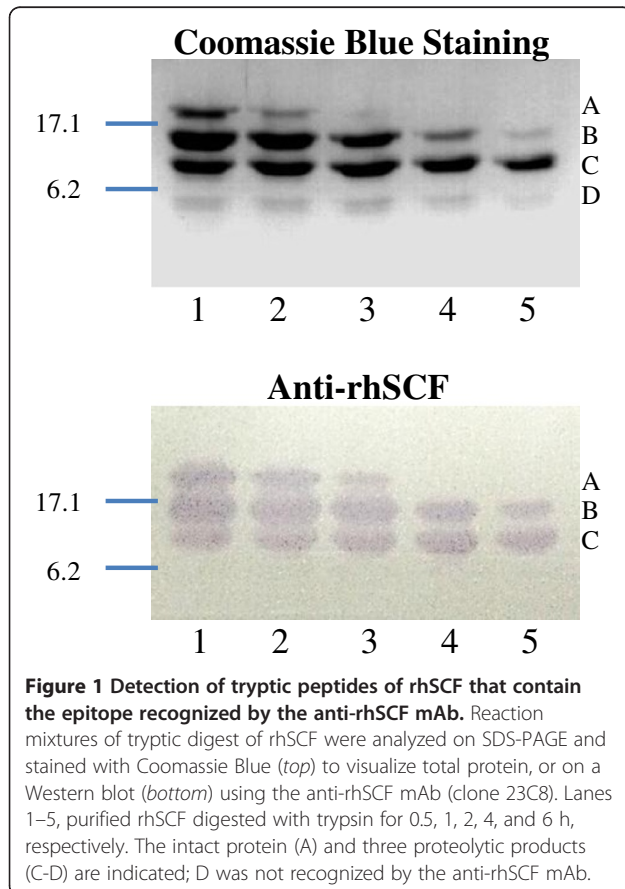 Coomassie Blue Staining
17.1
6.2
A
B
C
D
1 2 3 4 5
Anti-rhSCF
17.1
6.2
A
B
C
1 2 3 4 5
Figure 1 Detection of tryptic peptides of rhSCF that contain
the epitope recognized by the anti-rhSCF mAb. Reaction
mixtures of tryptic digest of rhSCF were analyzed on SDS-PAGE and
stained with Coomassie Blue (top) to visualize total protein, or on a
Western blot (bottom) using the anti-rhSCF mAb (clone 23C8). Lanes
1–5, purified rhSCF digested with trypsin for 0.5, 1, 2, 4, and 6 h,
respectively. The intact protein (A) and three proteolytic products
(C-D) are indicated; D was not recognized by the anti-rhSCF mAb.